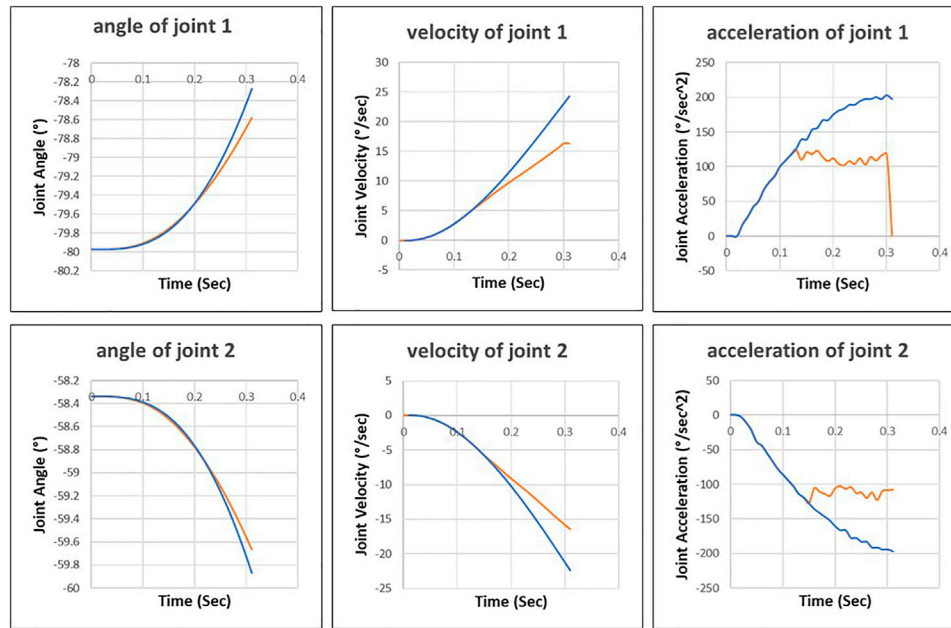 angle of joint 1
-78
0 0.1 0.2 0.3 0.4
-78.2
-78.4
-78.6
-78.8
-79
-79.2
-79.4
-79.6
-79.8
-80
-80.2
Joint Angle (°)
Time (Sec)
velocity of joint 1
30
25
20
15
10
5
0
-5
0 0.1 0.2 0.3 0.4
Joint Velocity (°/sec)
Time (Sec)
acceleration of joint 1
250
200
150
100
50
0
-50
0 0.1 0.2 0.3 0.4
Joint Acceleration (°/sec^2)
Time (Sec)
angle of joint 2
-58.2
0 0.1 0.2 0.3 0.4
-58.4
-58.6
-58.8
-59
-59.2
-59.4
-59.6
-59.8
-60
Joint Angle (°)
Time (Sec)
velocity of joint 2
5
0
0 0.1 0.2 0.3 0.4
-5
-10
-15
-20
-25
Joint Velocity (°/sec)
Time (Sec)
acceleration of joint 2
50
0
0 0.1 0.2 0.3 0.4
-50
-100
-150
-200
-250
Joint Acceleration (°/sec^2)
Time (Sec)